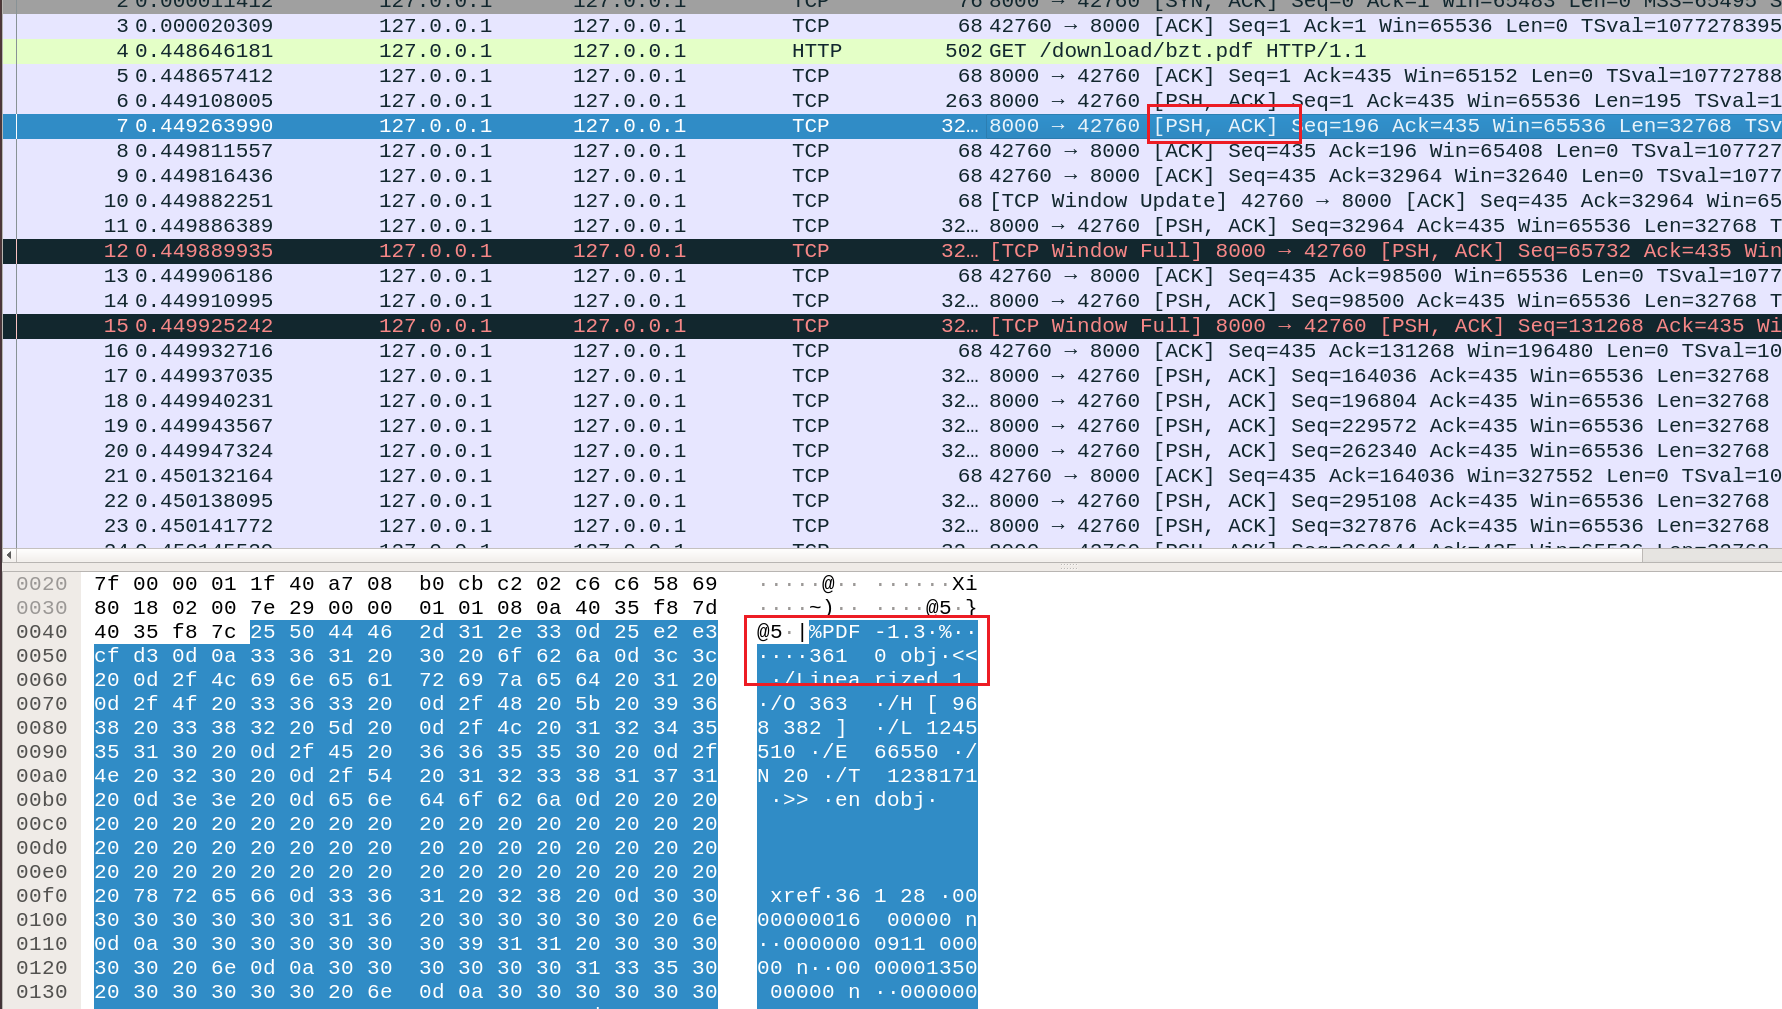 2 0.000011412 127.0.0.1 127.0.0.1 TCP 76 8000 → 42760 [SYN, ACK] Seq=0 Ack=1 Win=65483 Len=0 MSS=65495
3 0.000020309 127.0.0.1 127.0.0.1 TCP 68 42760 → 8000 [ACK] Seq=1 Ack=1 Win=65536 Len=0 TSval=1077278395
4 0.448646181 127.0.0.1 127.0.0.1 HTTP 502 GET /download/bzt.pdf HTTP/1.1
5 0.448657412 127.0.0.1 127.0.0.1 TCP 68 8000 → 42760 [ACK] Seq=1 Ack=435 Win=65152 Len=0 TSval=10772788
6 0.449108005 127.0.0.1 127.0.0.1 TCP 263 8000 → 42760 [PSH, ACK] Seq=1 Ack=435 Win=65536 Len=195 TSval=1
7 0.449263990 127.0.0.1 127.0.0.1 TCP 32… 8000 → 42760 [PSH, ACK] Seq=196 Ack=435 Win=65536 Len=32768 TSv
8 0.449811557 127.0.0.1 127.0.0.1 TCP 68 42760 → 8000 [ACK] Seq=435 Ack=196 Win=65408 Len=0 TSval=107727
9 0.449816436 127.0.0.1 127.0.0.1 TCP 68 42760 → 8000 [ACK] Seq=435 Ack=32964 Win=32640 Len=0 TSval=1077
10 0.449882251 127.0.0.1 127.0.0.1 TCP 68 [TCP Window Update] 42760 → 8000 [ACK] Seq=435 Ack=32964 Win=65
11 0.449886389 127.0.0.1 127.0.0.1 TCP 32… 8000 → 42760 [PSH, ACK] Seq=32964 Ack=435 Win=65536 Len=32768 T
12 0.449889935 127.0.0.1 127.0.0.1 TCP 32… [TCP Window Full] 8000 → 42760 [PSH, ACK] Seq=65732 Ack=435 Win
13 0.449906186 127.0.0.1 127.0.0.1 TCP 68 42760 → 8000 [ACK] Seq=435 Ack=98500 Win=65536 Len=0 TSval=1077
14 0.449910995 127.0.0.1 127.0.0.1 TCP 32… 8000 → 42760 [PSH, ACK] Seq=98500 Ack=435 Win=65536 Len=32768 T
15 0.449925242 127.0.0.1 127.0.0.1 TCP 32… [TCP Window Full] 8000 → 42760 [PSH, ACK] Seq=131268 Ack=435 Wi
16 0.449932716 127.0.0.1 127.0.0.1 TCP 68 42760 → 8000 [ACK] Seq=435 Ack=131268 Win=196480 Len=0 TSval=10
17 0.449937035 127.0.0.1 127.0.0.1 TCP 32… 8000 → 42760 [PSH, ACK] Seq=164036 Ack=435 Win=65536 Len=32768
18 0.449940231 127.0.0.1 127.0.0.1 TCP 32… 8000 → 42760 [PSH, ACK] Seq=196804 Ack=435 Win=65536 Len=32768
19 0.449943567 127.0.0.1 127.0.0.1 TCP 32… 8000 → 42760 [PSH, ACK] Seq=229572 Ack=435 Win=65536 Len=32768
20 0.449947324 127.0.0.1 127.0.0.1 TCP 32… 8000 → 42760 [PSH, ACK] Seq=262340 Ack=435 Win=65536 Len=32768
21 0.450132164 127.0.0.1 127.0.0.1 TCP 68 42760 → 8000 [ACK] Seq=435 Ack=164036 Win=327552 Len=0 TSval=10
22 0.450138095 127.0.0.1 127.0.0.1 TCP 32… 8000 → 42760 [PSH, ACK] Seq=295108 Ack=435 Win=65536 Len=32768
23 0.450141772 127.0.0.1 127.0.0.1 TCP 32… 8000 → 42760 [PSH, ACK] Seq=327876 Ack=435 Win=65536 Len=32768
0020 7f 00 00 01 1f 40 a7 08 b0 cb c2 02 c6 c6 58 69 ·····@·· ······Xi
0030 80 18 02 00 7e 29 00 00 01 01 08 0a 40 35 f8 7d ····~)·· ····@5·}
0040 40 35 f8 7c 25 50 44 46 2d 31 2e 33 0d 25 e2 e3 @5·|%PDF -1.3·%··
0050 cf d3 0d 0a 33 36 31 20 30 20 6f 62 6a 0d 3c 3c ····361 0 obj·<<
0060 20 0d 2f 4c 69 6e 65 61 72 69 7a 65 64 20 31 20 ·/Linea rized 1
0070 0d 2f 4f 20 33 36 33 20 0d 2f 48 20 5b 20 39 36 ·/O 363 ·/H [ 96
0080 38 20 33 38 32 20 5d 20 0d 2f 4c 20 31 32 34 35 8 382 ] ·/L 1245
0090 35 31 30 20 0d 2f 45 20 36 36 35 35 30 20 0d 2f 510 ·/E 66550 ·/
00a0 4e 20 32 30 20 0d 2f 54 20 31 32 33 38 31 37 31 N 20 ·/T 1238171
00b0 20 0d 3e 3e 20 0d 65 6e 64 6f 62 6a 0d 20 20 20 ·>> ·en dobj·
00c0 20 20 20 20 20 20 20 20 20 20 20 20 20 20 20 20
00d0 20 20 20 20 20 20 20 20 20 20 20 20 20 20 20 20
00e0 20 20 20 20 20 20 20 20 20 20 20 20 20 20 20 20
00f0 20 78 72 65 66 0d 33 36 31 20 32 38 20 0d 30 30 xref·36 1 28 ·00
0100 30 30 30 30 30 30 31 36 20 30 30 30 30 30 20 6e 00000016 00000 n
0110 0d 0a 30 30 30 30 30 30 30 39 31 31 20 30 30 30 ··000000 0911 000
0120 30 30 20 6e 0d 0a 30 30 30 30 30 30 31 33 35 30 00 n··00 00001350
0130 20 30 30 30 30 30 20 6e 0d 0a 30 30 30 30 30 30 00000 n ··000000